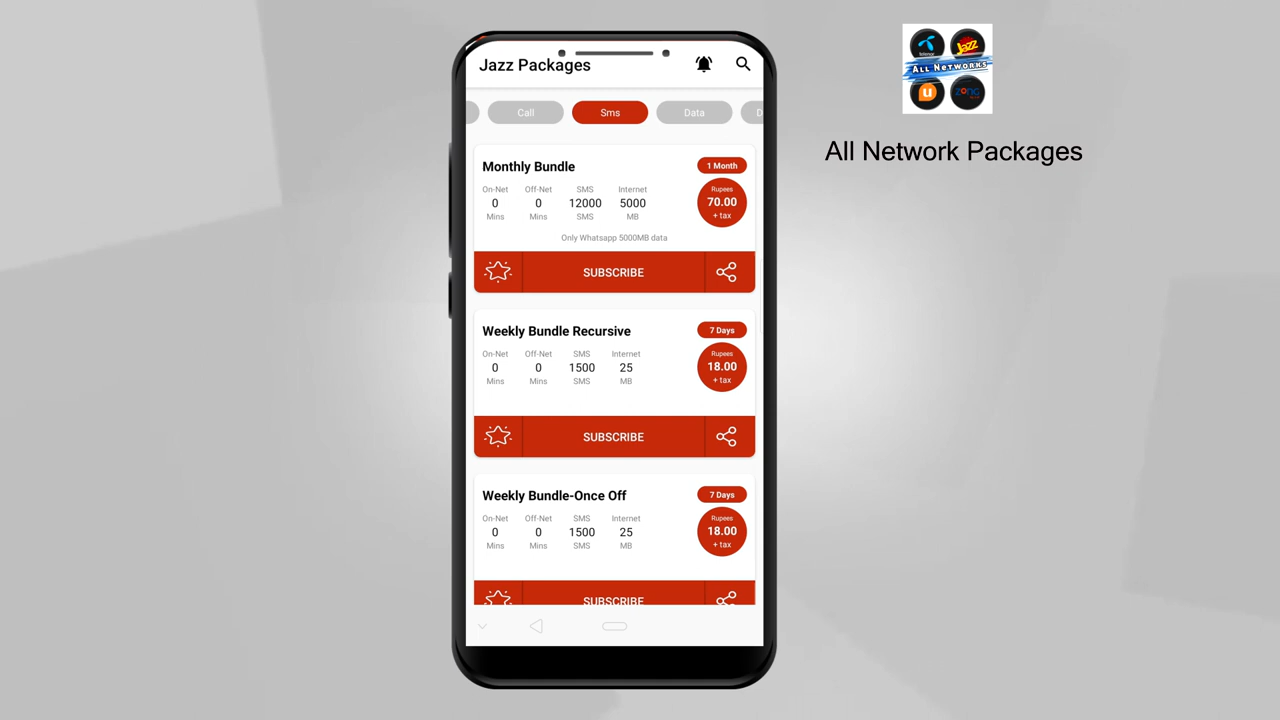 Jazz Packages
Call
Sms
Data
D
Monthly Bundle
1 Month
On-Net Off-Net SMS Internet
0 0 12000 5000
Mins Mins SMS MB
Rupees
70.00
+ tax
Only Whatsapp 5000MB data
SUBSCRIBE
Weekly Bundle Recursive
7 Days
On-Net Off-Net SMS Internet
0 0 1500 25
Mins Mins SMS MB
Rupees
18.00
+ tax
SUBSCRIBE
Weekly Bundle-Once Off
7 Days
On-Net Off-Net SMS Internet
0 0 1500 25
Mins Mins SMS MB
Rupees
18.00
+ tax
SUBSCRIBE
telenor
Jazz
ALL NETWORKS
u
ZONG
All Network Packages